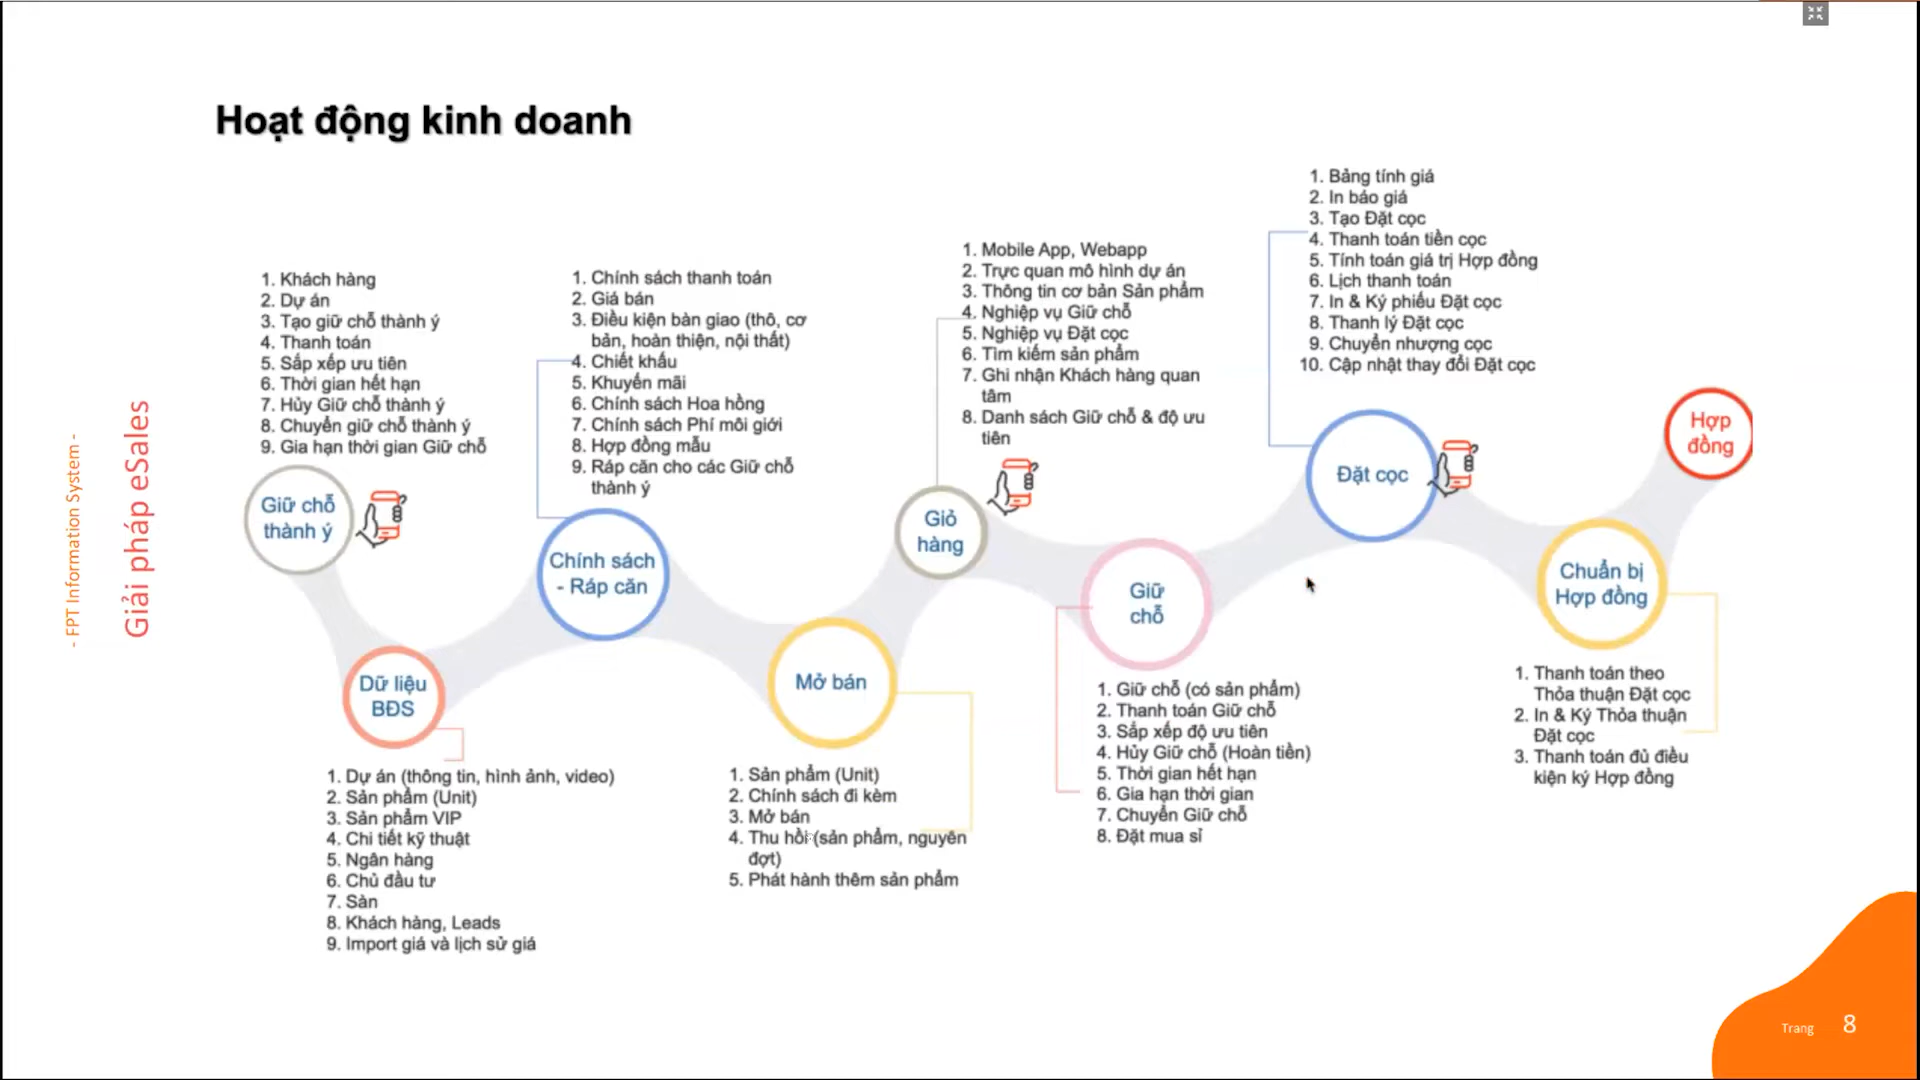 Hoạt động kinh doanh
- FPT Information System -
Giải pháp eSales
1. Khách hàng
2. Dự án
3. Tạo giữ chỗ thành ý
4. Thanh toán
5. Sắp xếp ưu tiên
6. Thời gian hết hạn
7. Hủy Giữ chỗ thành ý
8. Chuyển giữ chỗ thành ý
9. Gia hạn thời gian Giữ chỗ
Giữ chỗ
thành ý
Dữ liệu
BĐS
1. Dự án (thông tin, hình ảnh, video)
2. Sản phẩm (Unit)
3. Sản phẩm VIP
4. Chi tiết kỹ thuật
5. Ngân hàng
6. Chủ đầu tư
7. Sàn
8. Khách hàng, Leads
9. Import giá và lịch sử giá
1. Chính sách thanh toán
2. Giá bán
3. Điều kiện bàn giao (thô, cơ
bản, hoàn thiện, nội thất)
4. Chiết khấu
5. Khuyến mãi
6. Chính sách Hoa hồng
7. Chính sách Phí môi giới
8. Hợp đồng mẫu
9. Ráp căn cho các Giữ chỗ
thành ý
Chính sách
- Ráp căn
Mở bán
1. Sản phẩm (Unit)
2. Chính sách đi kèm
3. Mở bán
4. Thu hồi (sản phẩm, nguyên
đợt)
5. Phát hành thêm sản phẩm
1. Mobile App, Webapp
2. Trực quan mô hình dự án
3. Thông tin cơ bản Sản phẩm
4. Nghiệp vụ Giữ chỗ
5. Nghiệp vụ Đặt cọc
6. Tìm kiếm sản phẩm
7. Ghi nhận Khách hàng quan
tâm
8. Danh sách Giữ chỗ & độ ưu
tiên
Giỏ
hàng
Giữ
chỗ
1. Giữ chỗ (có sản phẩm)
2. Thanh toán Giữ chỗ
3. Sắp xếp độ ưu tiên
4. Hủy Giữ chỗ (Hoàn tiền)
5. Thời gian hết hạn
6. Gia hạn thời gian
7. Chuyển Giữ chỗ
8. Đặt mua sỉ
1. Bảng tính giá
2. In báo giá
3. Tạo Đặt cọc
4. Thanh toán tiền cọc
5. Tính toán giá trị Hợp đồng
6. Lịch thanh toán
7. In & Ký phiếu Đặt cọc
8. Thanh lý Đặt cọc
9. Chuyển nhượng cọc
10. Cập nhật thay đổi Đặt cọc
Đặt cọc
Chuẩn bị
Hợp đồng
1. Thanh toán theo
Thỏa thuận Đặt cọc
2. In & Ký Thỏa thuận
Đặt cọc
3. Thanh toán đủ điều
kiện ký Hợp đồng
Hợp
đồng
Trang 8